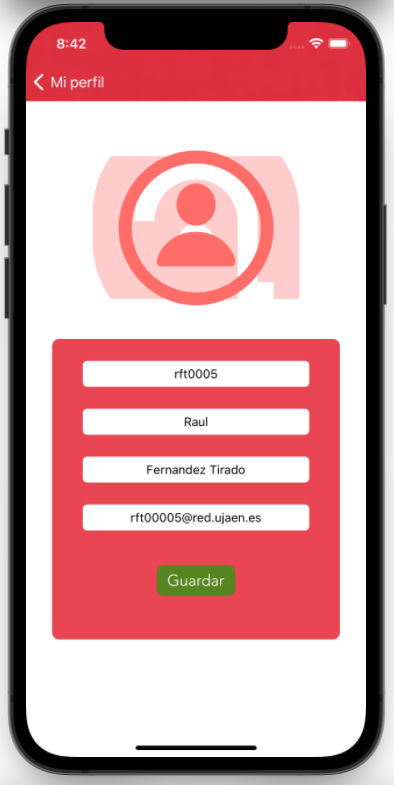 8:42
Mi perfil
rft0005
Raul
Fernandez Tirado
rft00005@red.ujaen.es
Guardar